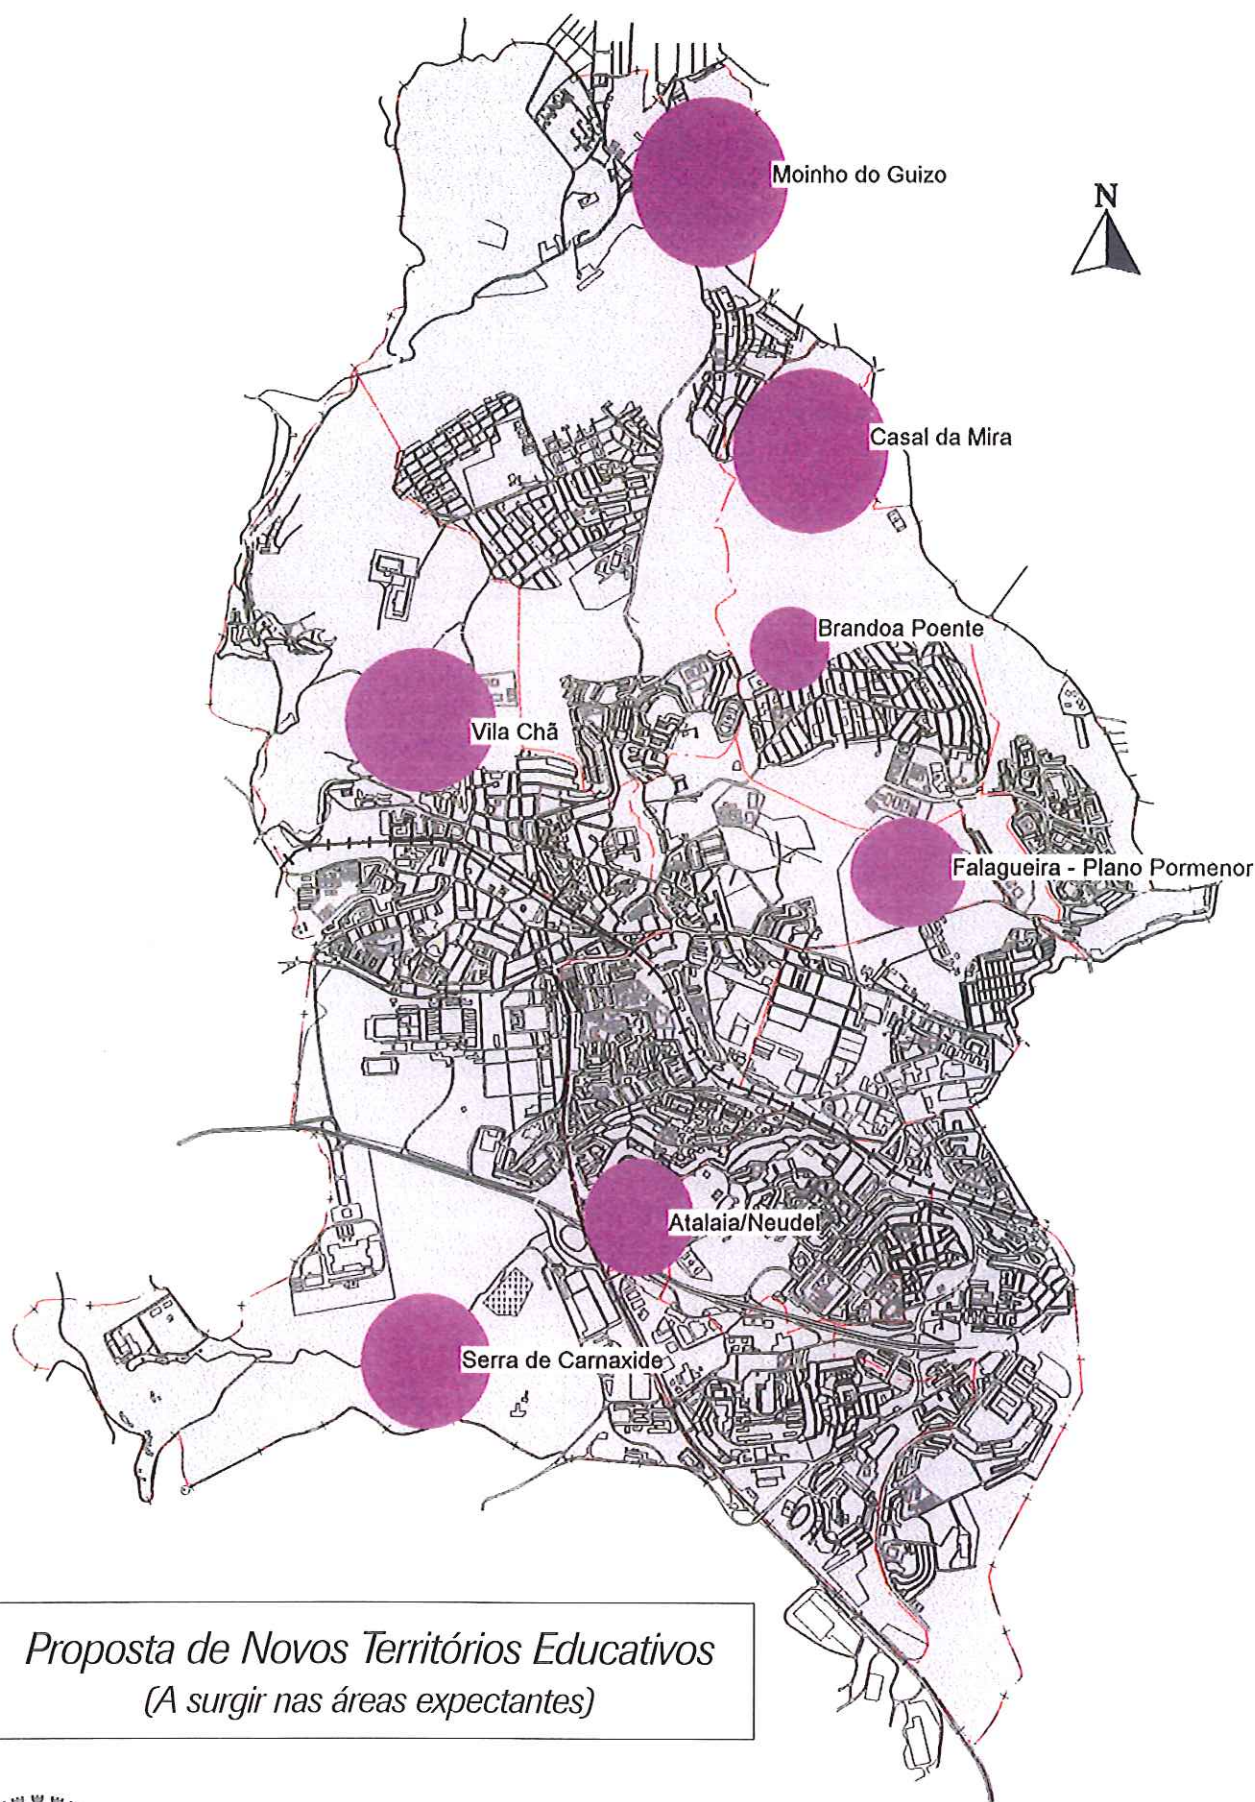 Moinho do Guizo
N
Casal da Mira
Brandoa Poente
Vila Chã
Falagueira - Plano Pormenor
Atalaia/Neudel
Serra de Carnaxide
Proposta de Novos Territórios Educativos
(A surgir nas áreas expectantes)